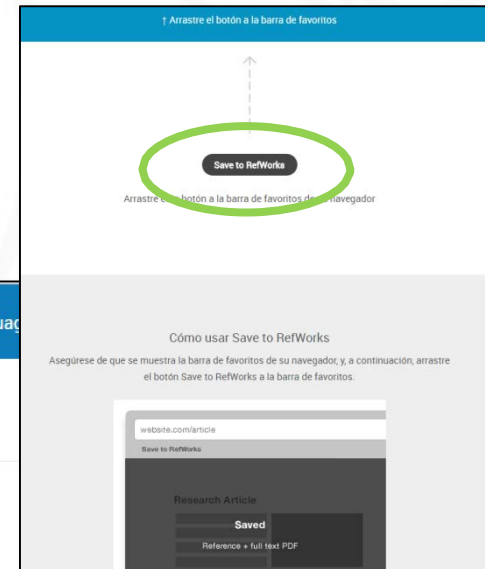 ↑ Arrastre el botón a la barra de favoritos
Save to RefWorks
Arrastre botón a la barra de favoritos de navegador
Cómo usar Save to RefWorks
Asegúrese de que se muestra la barra de favoritos de su navegador, y, a continuación, arrastre
el botón Save to RefWorks a la barra de favoritos.
website.com/article
Save to RefWorks
Research Article
Saved
Reference + full text PDF